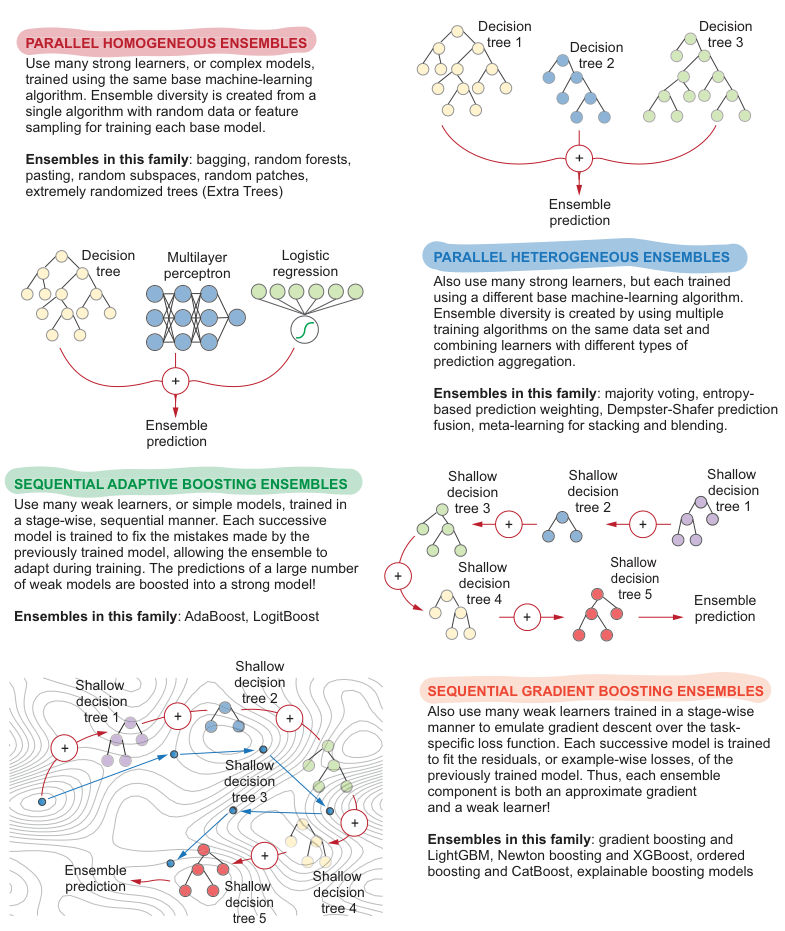 PARALLEL HOMOGENEOUS ENSEMBLES
Use many strong learners, or complex models,
trained using the same base machine-learning
algorithm. Ensemble diversity is created from a
single algorithm with random data or feature
sampling for training each base model.
Ensembles in this family: bagging, random forests,
pasting, random subspaces, random patches,
extremely randomized trees (Extra Trees)
Decision
tree 1
Decision
tree 2
Decision
tree 3
+
Ensemble
prediction
Decision
tree
Multilayer
perceptron
Logistic
regression
+
Ensemble
prediction
PARALLEL HETEROGENEOUS ENSEMBLES
Also use many strong learners, but each trained
using a different base machine-learning algorithm.
Ensemble diversity is created by using multiple
training algorithms on the same data set and
combining learners with different types of
prediction aggregation.
Ensembles in this family: majority voting, entropy-
based prediction weighting, Dempster-Shafer prediction
fusion, meta-learning for stacking and blending.
SEQUENTIAL ADAPTIVE BOOSTING ENSEMBLES
Use many weak learners, or simple models, trained in
a stage-wise, sequential manner. Each successive
model is trained to fix the mistakes made by the
previously trained model, allowing the ensemble to
adapt during training. The predictions of a large number
of weak models are boosted into a strong model!
Ensembles in this family: AdaBoost, LogitBoost
Shallow
decision
tree 3
+
Shallow
decision
tree 2
+
Shallow
decision
tree 1
+
Shallow
decision
tree 4
+
Shallow
decision
tree 5
Ensemble
prediction
Shallow
decision
tree 1
+
+
Shallow
decision
tree 2
+
Shallow
decision
tree 3
+
+
Ensemble
prediction
Shallow
decision
tree 5
Shallow
decision
tree 4
SEQUENTIAL GRADIENT BOOSTING ENSEMBLES
Also use many weak learners trained in a stage-wise
manner to emulate gradient descent over the task-
specific loss function. Each successive model is trained
to fit the residuals, or example-wise losses, of the
previously trained model. Thus, each ensemble
component is both an approximate gradient
and a weak learner!
Ensembles in this family: gradient boosting and
LightGBM, Newton boosting and XGBoost, ordered
boosting and CatBoost, explainable boosting models